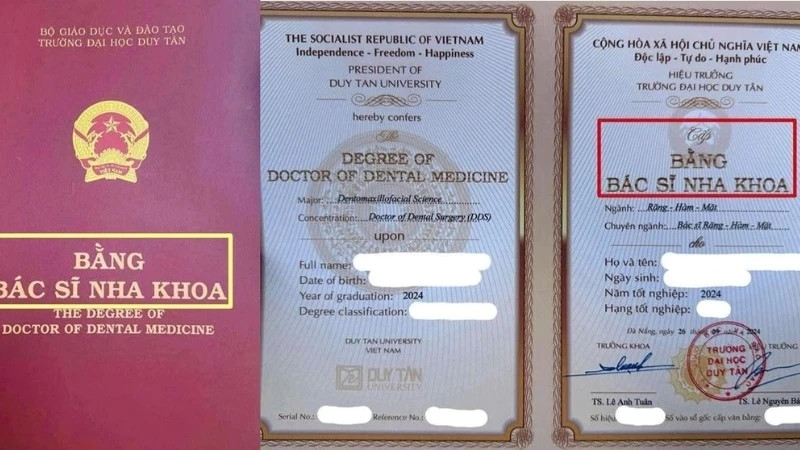 BỘ GIÁO DỤC VÀ ĐÀO TẠO
TRƯỜNG ĐẠI HỌC DUY TÂN
VIỆT NAM
BẰNG
BÁC SĨ NHA KHOA
THE DEGREE OF
DOCTOR OF DENTAL MEDICINE
THE SOCIALIST REPUBLIC OF VIETNAM
Independence - Freedom - Happiness
PRESIDENT OF
DUY TAN UNIVERSITY
hereby confers
The
DEGREE OF
DOCTOR OF DENTAL MEDICINE
Major: Dentomaxillofacial Science
Concentration: Doctor of Dental Surgery (DDS)
upon
Full name:
Date of birth:
Year of graduation: 2024
Degree classification:
DUY TAN UNIVERSITY
VIET NAM
DUY TÂN
UNIVERSITY
Serial No.:
Reference No.:
CỘNG HÒA XÃ HỘI CHỦ NGHĨA VIỆT NAM
Độc lập - Tự do - Hạnh phúc
HIỆU TRƯỞNG
TRƯỜNG ĐẠI HỌC DUY TÂN
Cấp
BẰNG
BÁC SĨ NHA KHOA
Ngành: Răng - Hàm - Mặt
Chuyên ngành: Bác sĩ Răng - Hàm - Mặt
cho
Họ và tên:
Ngày sinh:
Năm tốt nghiệp: 2024
Hạng tốt nghiệp:
Đà Nẵng, ngày 26 2024
TRƯỞNG KHOA
HIỆU TRƯỞNG
TRƯỜNG
ĐẠI HỌC
DUY TÂN
TS. Lê Anh Tuấn
TS. Lê Nguyên Bảo
Số hiệu:
Số vào sổ gốc cấp văn bằng: